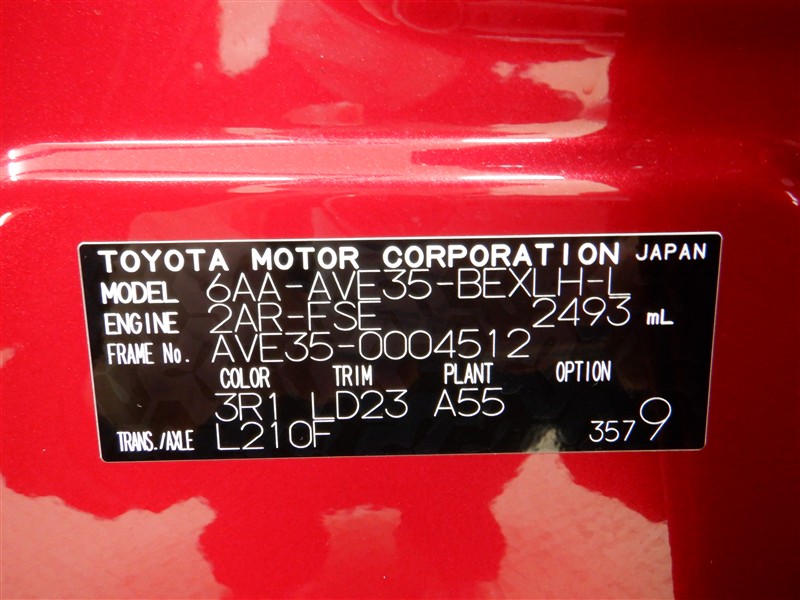 TOYOTA MOTOR CORPORATION JAPAN
MODEL 6AA-AVE35-BEXLH-L
ENGINE 2AR-FSE 2493 mL
FRAME No. AVE35-0004512
COLOR TRIM PLANT OPTION
3R1 LD23 A55
TRANS./AXLE L210F 3579